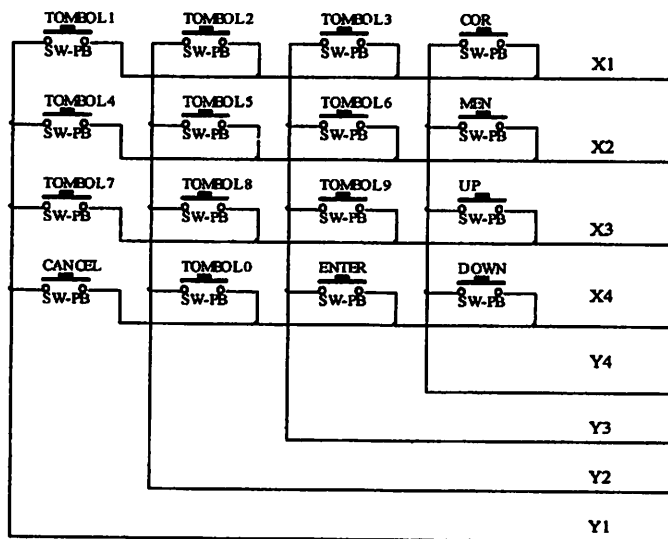 TOMBOL1 TOMBOL2 TOMBOL3 COR
SW-PB SW-PB SW-PB SW-PB
X1
TOMBOL4 TOMBOL5 TOMBOL6 MEN
SW-PB SW-PB SW-PB SW-PB
X2
TOMBOL7 TOMBOL8 TOMBOL9 UP
SW-PB SW-PB SW-PB SW-PB
X3
CANCEL TOMBOL0 ENTER DOWN
SW-PB SW-PB SW-PB SW-PB
X4
Y4
Y3
Y2
Y1